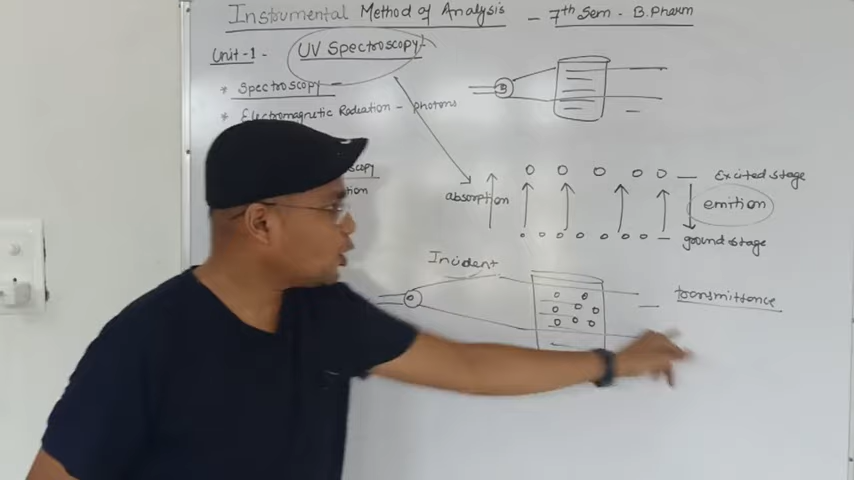 Instrumental Method of Analysis - 7th Sem - B.Pharm
Unit-1 - UV Spectroscopy
* Spectroscopy
* Electromagnetic Radiation - photons
absorption
Excited stage
emition
ground stage
Incident
transmittence